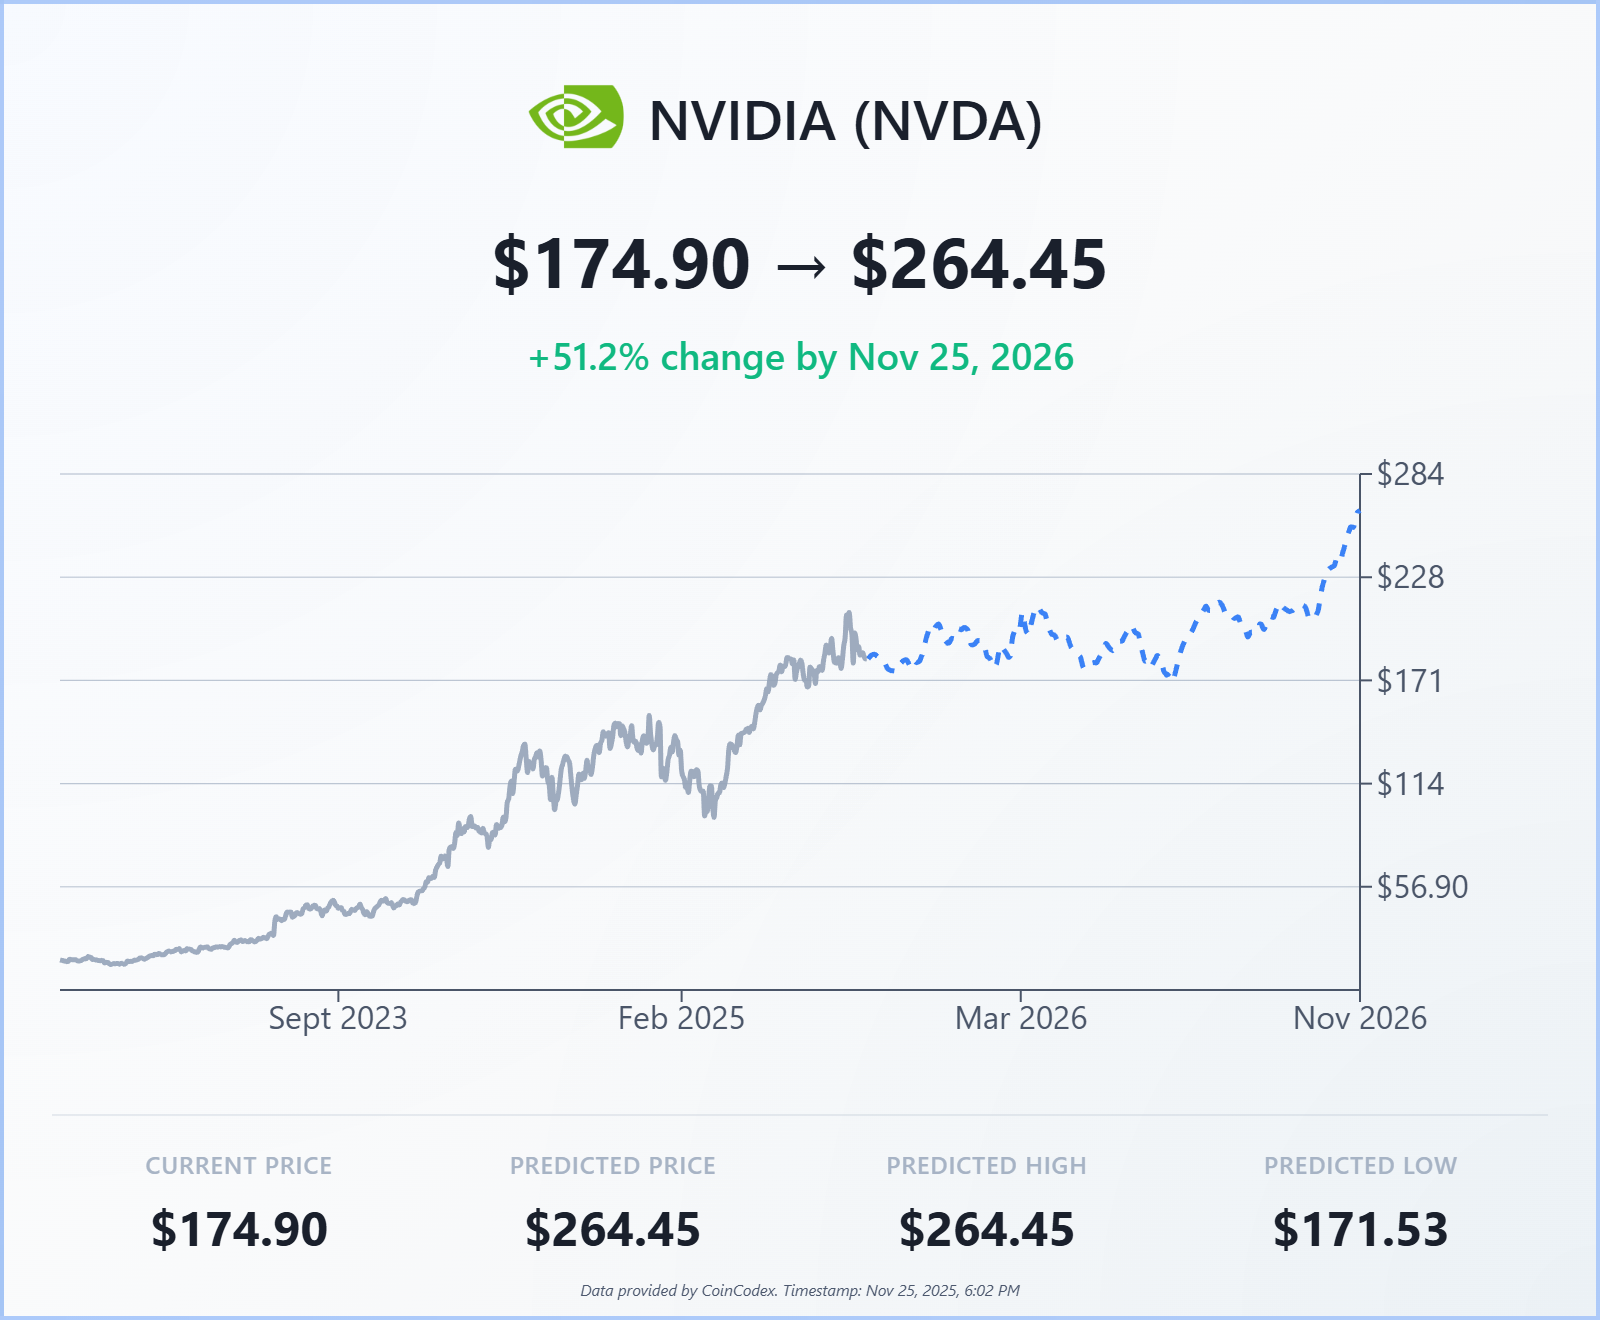 NVIDIA (NVDA)
$174.90 → $264.45
+51.2% change by Nov 25, 2026
$284
$228
$171
$114
$56.90
Sept 2023 Feb 2025 Mar 2026 Nov 2026
CURRENT PRICE PREDICTED PRICE PREDICTED HIGH PREDICTED LOW
$174.90 $264.45 $264.45 $171.53
Data provided by CoinCodex. Timestamp: Nov 25, 2025, 6:02 PM